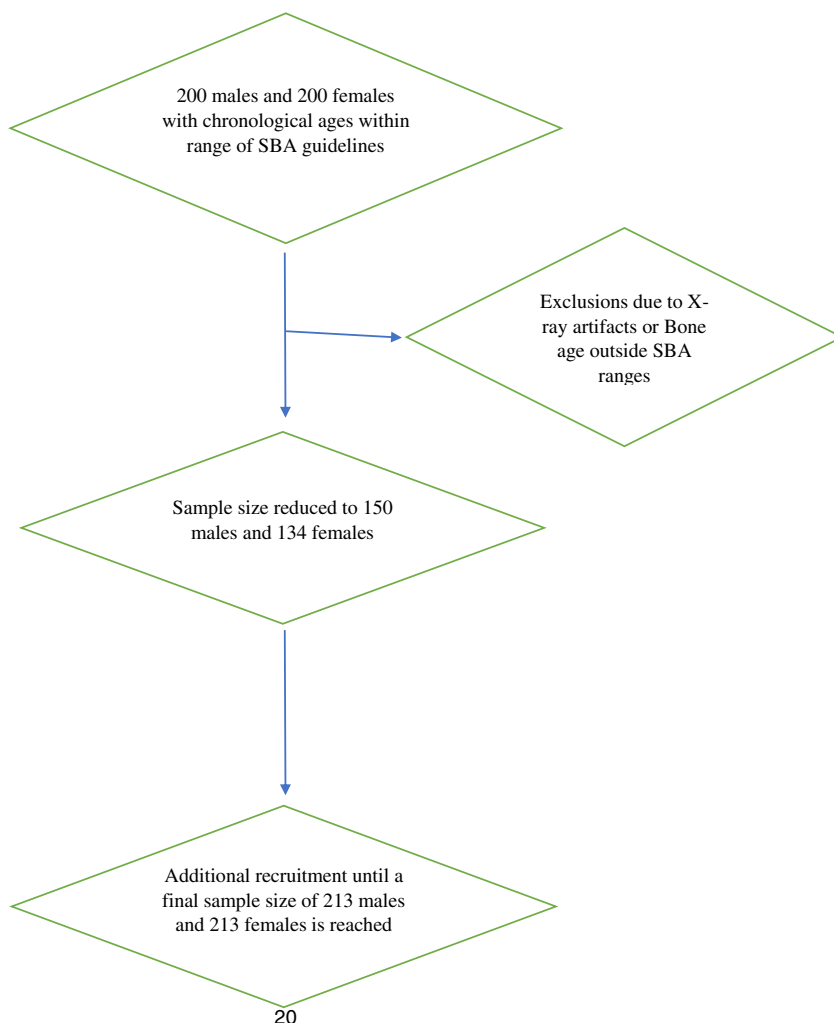 200 males and 200 females
with chronological ages within
range of SBA guidelines
Exclusions due to X-
ray artifacts or Bone
age outside SBA
ranges
Sample size reduced to 150
males and 134 females
Additional recruitment until a
final sample size of 213 males
and 213 females is reached
20